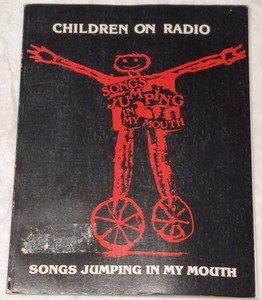 CHILDREN ON RADIO
SONGS
JUMPING
IN
MY MOUTH
SONGS JUMPING IN MY MOUTH